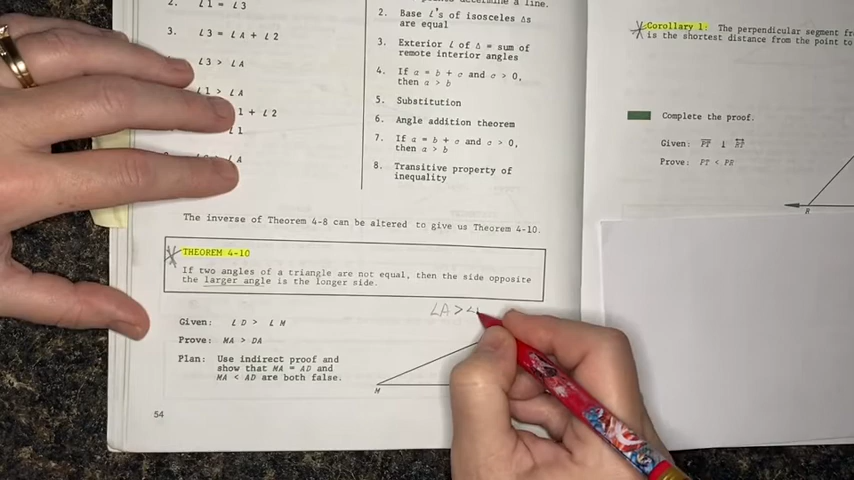 2. ∠1 = ∠3
3. ∠3 = ∠A + ∠2
∠3 > ∠A
∠1 > ∠A
1 + ∠2
∠1
∠A
determine a line.
2. Base ∠'s of isosceles Δs
are equal
3. Exterior ∠ of Δ = sum of
remote interior angles
4. If a = b + c and c > 0,
then a > b
5. Substitution
6. Angle addition theorem
7. If a = b + c and c > 0,
then a > b
8. Transitive property of
inequality
The inverse of Theorem 4-8 can be altered to give us Theorem 4-10.
THEOREM 4-10
If two angles of a triangle are not equal, then the side opposite
the larger angle is the longer side.
∠A > ∠
Given: ∠D > ∠M
Prove: MA > DA
Plan: Use indirect proof and
show that MA = AD and
MA < AD are both false.
M
54
Corollary 1: The perpendicular segment
is the shortest distance from the point to
Complete the proof.
Given: PT ⊥ RT
Prove: PT < PR
R